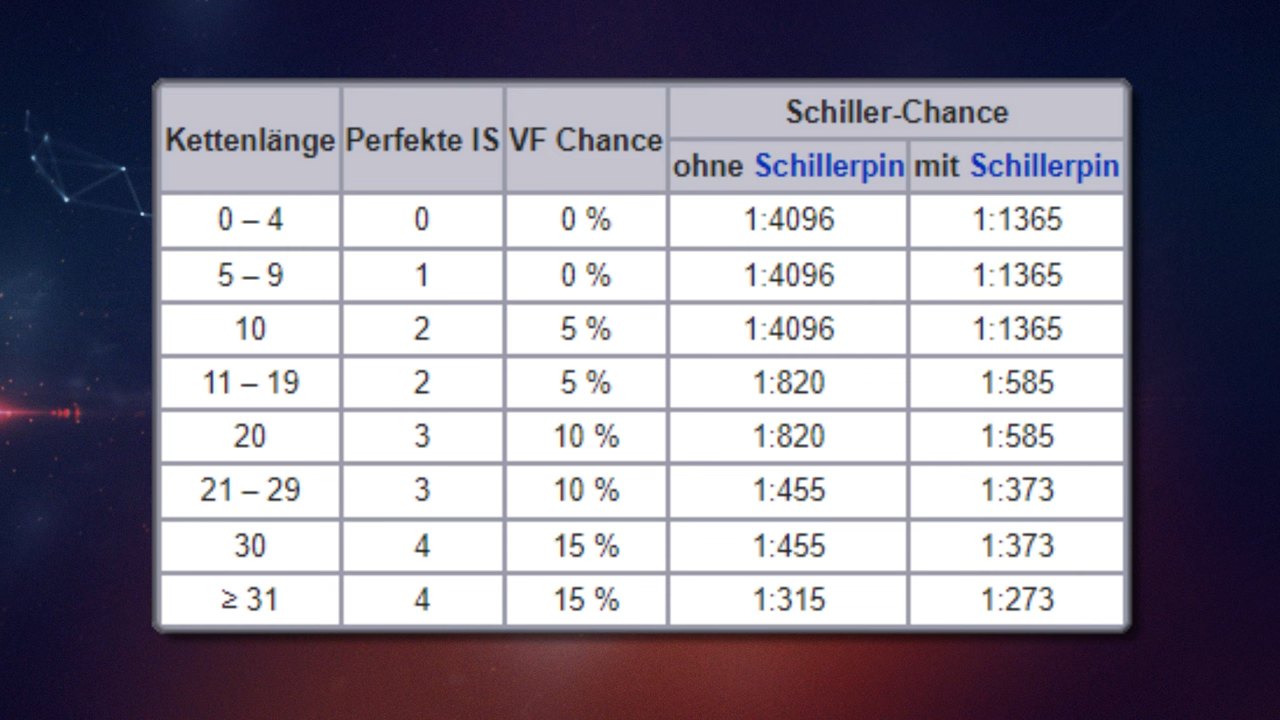 Schiller-Chance
Kettenlänge Perfekte IS VF Chance
ohne Schillerpin mit Schillerpin
0 – 4 0 0 % 1:4096 1:1365
5 – 9 1 0 % 1:4096 1:1365
10 2 5 % 1:4096 1:1365
11 – 19 2 5 % 1:820 1:585
20 3 10 % 1:820 1:585
21 – 29 3 10 % 1:455 1:373
30 4 15 % 1:455 1:373
≥ 31 4 15 % 1:315 1:273